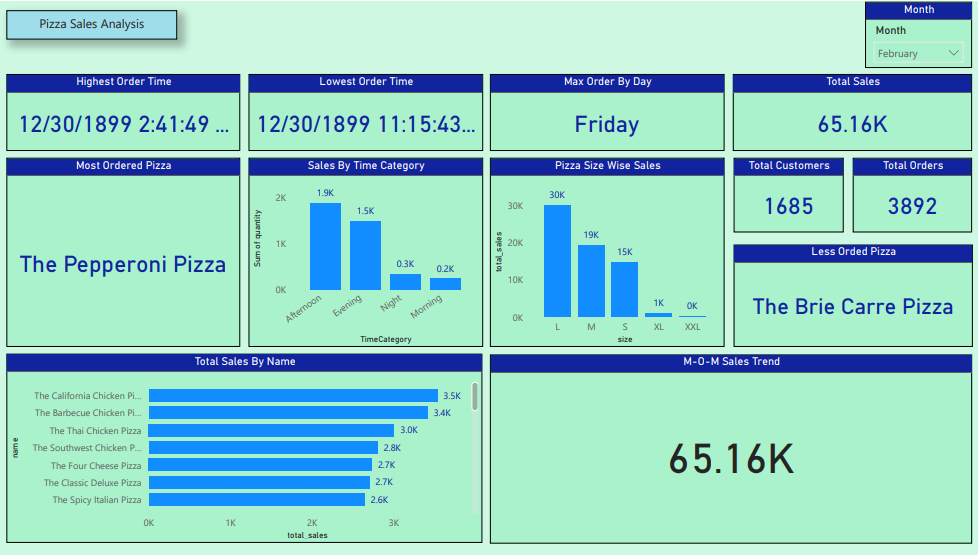 Pizza Sales Analysis
Month
Month
February
Highest Order Time
12/30/1899 2:41:49 ...
Lowest Order Time
12/30/1899 11:15:43...
Max Order By Day
Friday
Total Sales
65.16K
Most Ordered Pizza
The Pepperoni Pizza
Sales By Time Category
Sum of quantity
2K
1K
0K
1.9K
1.5K
0.3K
0.2K
Afternoon
Evening
Night
Morning
TimeCategory
Pizza Size Wise Sales
total_sales
30K
20K
10K
0K
30K
19K
15K
1K
0K
L
M
S
XL
XXL
size
Total Customers
1685
Total Orders
3892
Less Orded Pizza
The Brie Carre Pizza
Total Sales By Name
name
The California Chicken Pi... 3.5K
The Barbecue Chicken Pi... 3.4K
The Thai Chicken Pizza 3.0K
The Southwest Chicken P... 2.8K
The Four Cheese Pizza 2.7K
The Classic Deluxe Pizza 2.7K
The Spicy Italian Pizza 2.6K
0K 1K 2K 3K
total_sales
M-O-M Sales Trend
65.16K